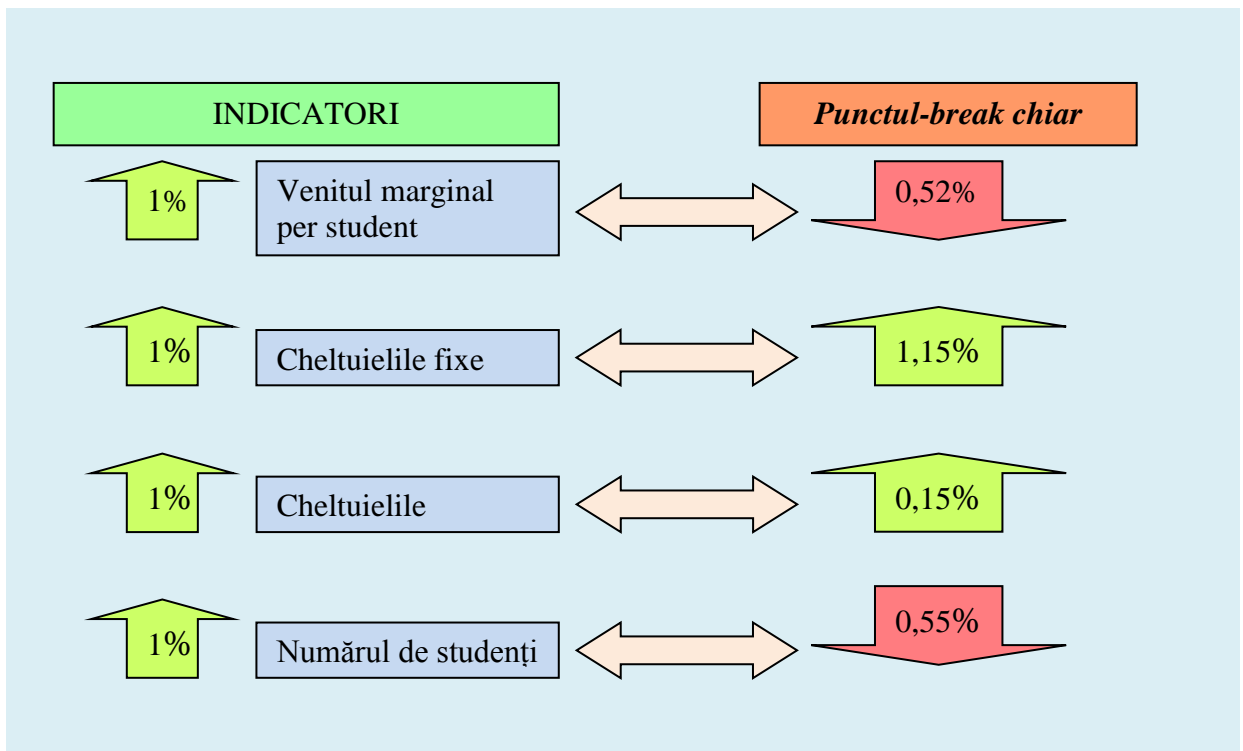 INDICATORI
Punctul-break chiar
1%
Venitul marginal
per student
0,52%
1%
Cheltuielile fixe
1,15%
1%
Cheltuielile
0,15%
1%
Numărul de studenți
0,55%